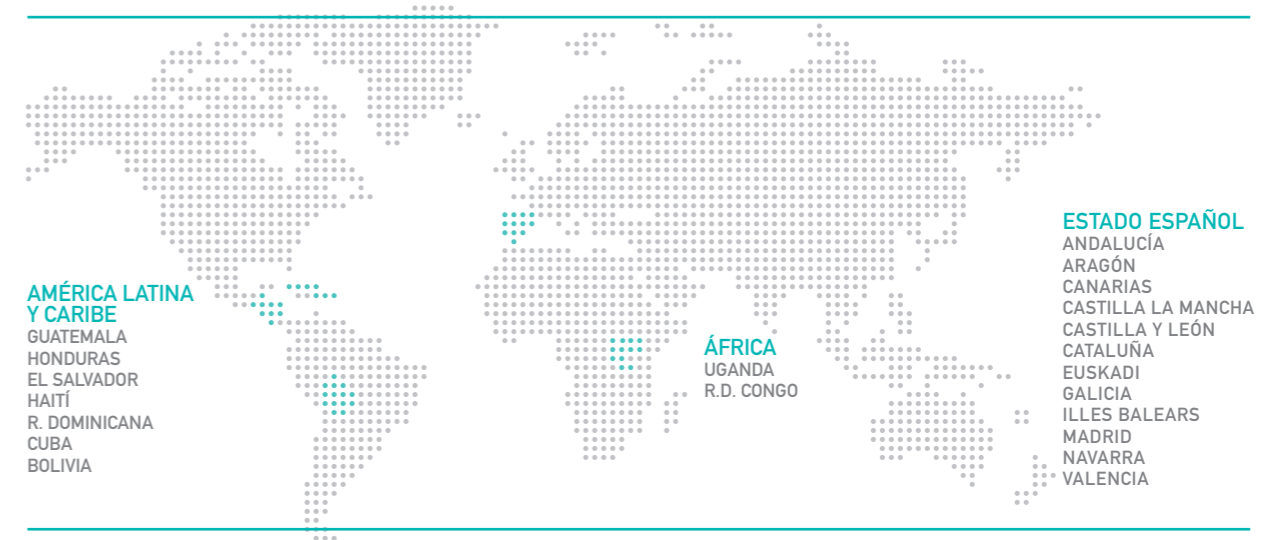 AMÉRICA LATINA
Y CARIBE
GUATEMALA
HONDURAS
EL SALVADOR
HAITÍ
R. DOMINICANA
CUBA
BOLIVIA
ÁFRICA
UGANDA
R.D. CONGO
ESTADO ESPAÑOL
ANDALUCÍA
ARAGÓN
CANARIAS
CASTILLA LA MANCHA
CASTILLA Y LEÓN
CATALUÑA
EUSKADI
GALICIA
ILLES BALEARS
MADRID
NAVARRA
VALENCIA